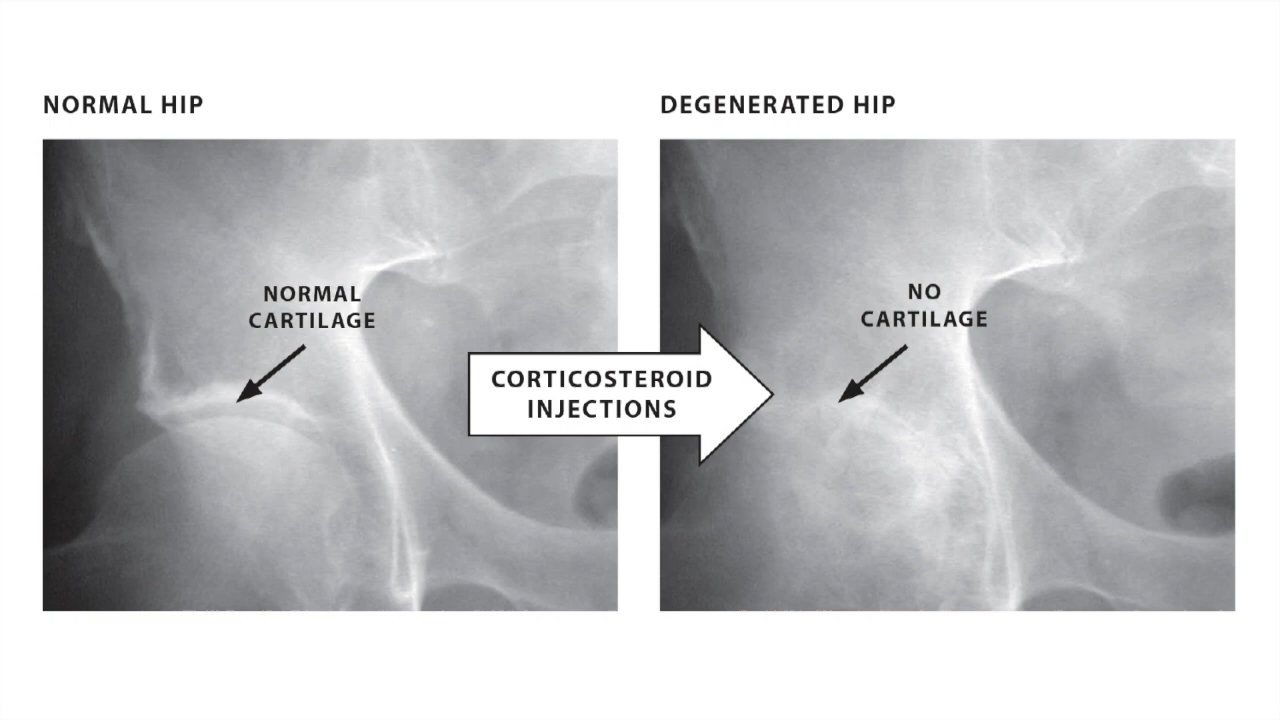 NORMAL HIP
DEGENERATED HIP
NORMAL
CARTILAGE
NO
CARTILAGE
CORTICOSTEROID
INJECTIONS